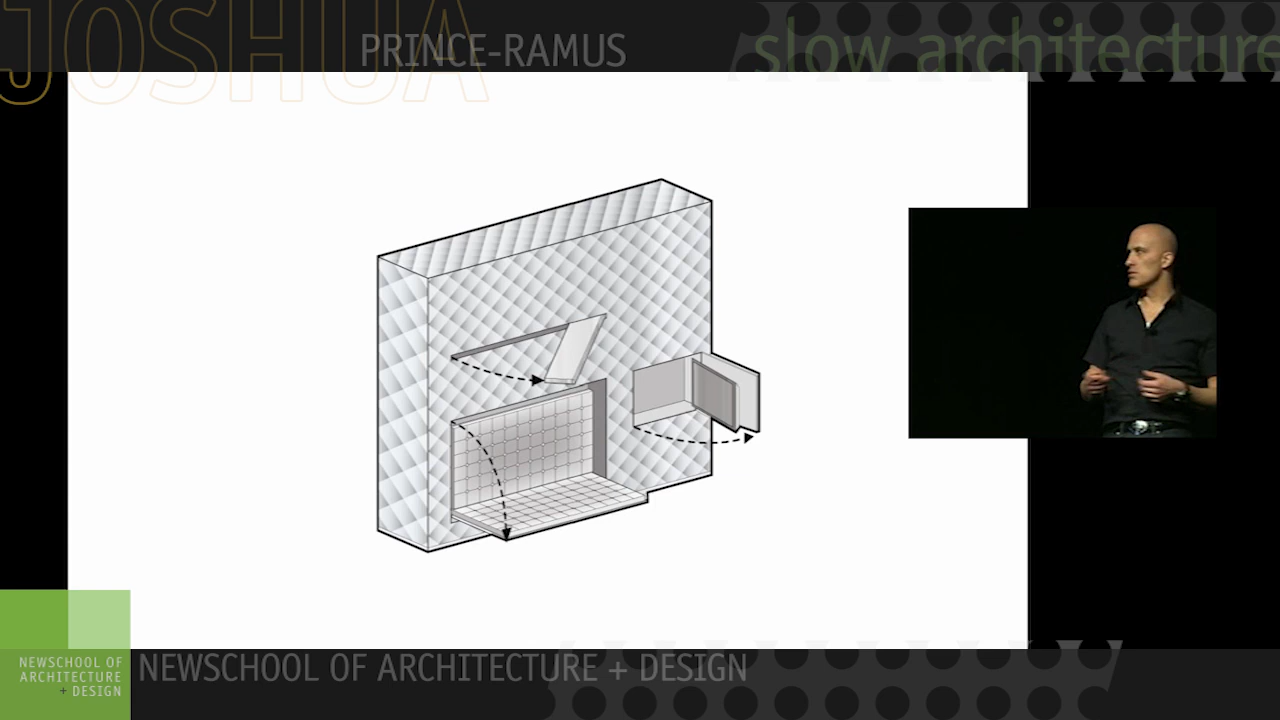 JOSHUA
PRINCE-RAMUS
slow architecture
NEWSCHOOL OF
ARCHITECTURE
+ DESIGN
NEWSCHOOL OF ARCHITECTURE + DESIGN